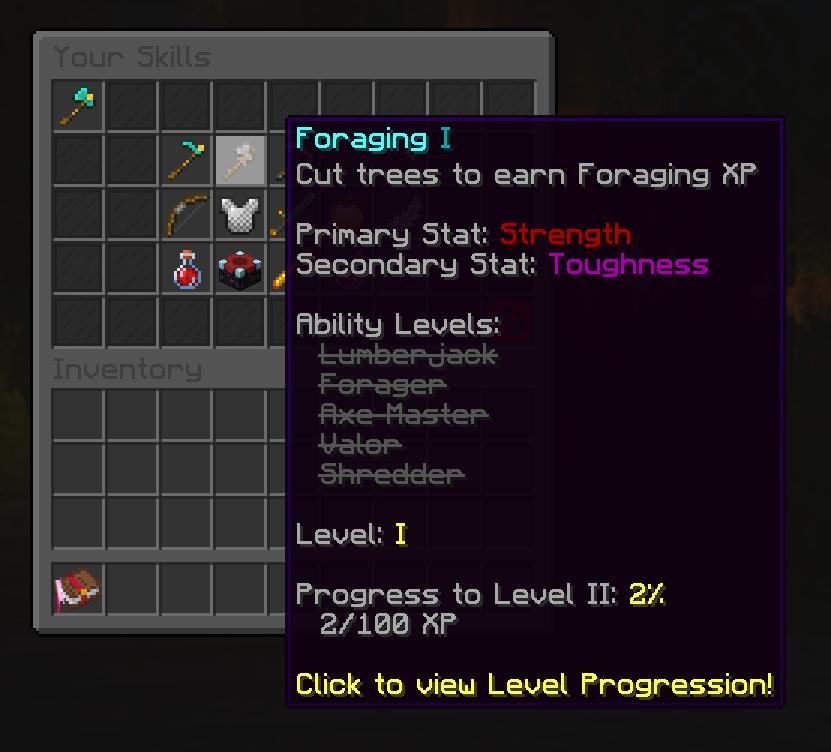 Your Skills
Foraging I
Cut trees to earn Foraging XP
Primary Stat: Strength
Secondary Stat: Toughness
Ability Levels:
Lumberjack
Forager
Axe Master
Valor
Shredder
Level: I
Progress to Level II: 2%
2/100 XP
Click to view Level Progression!
Inventory